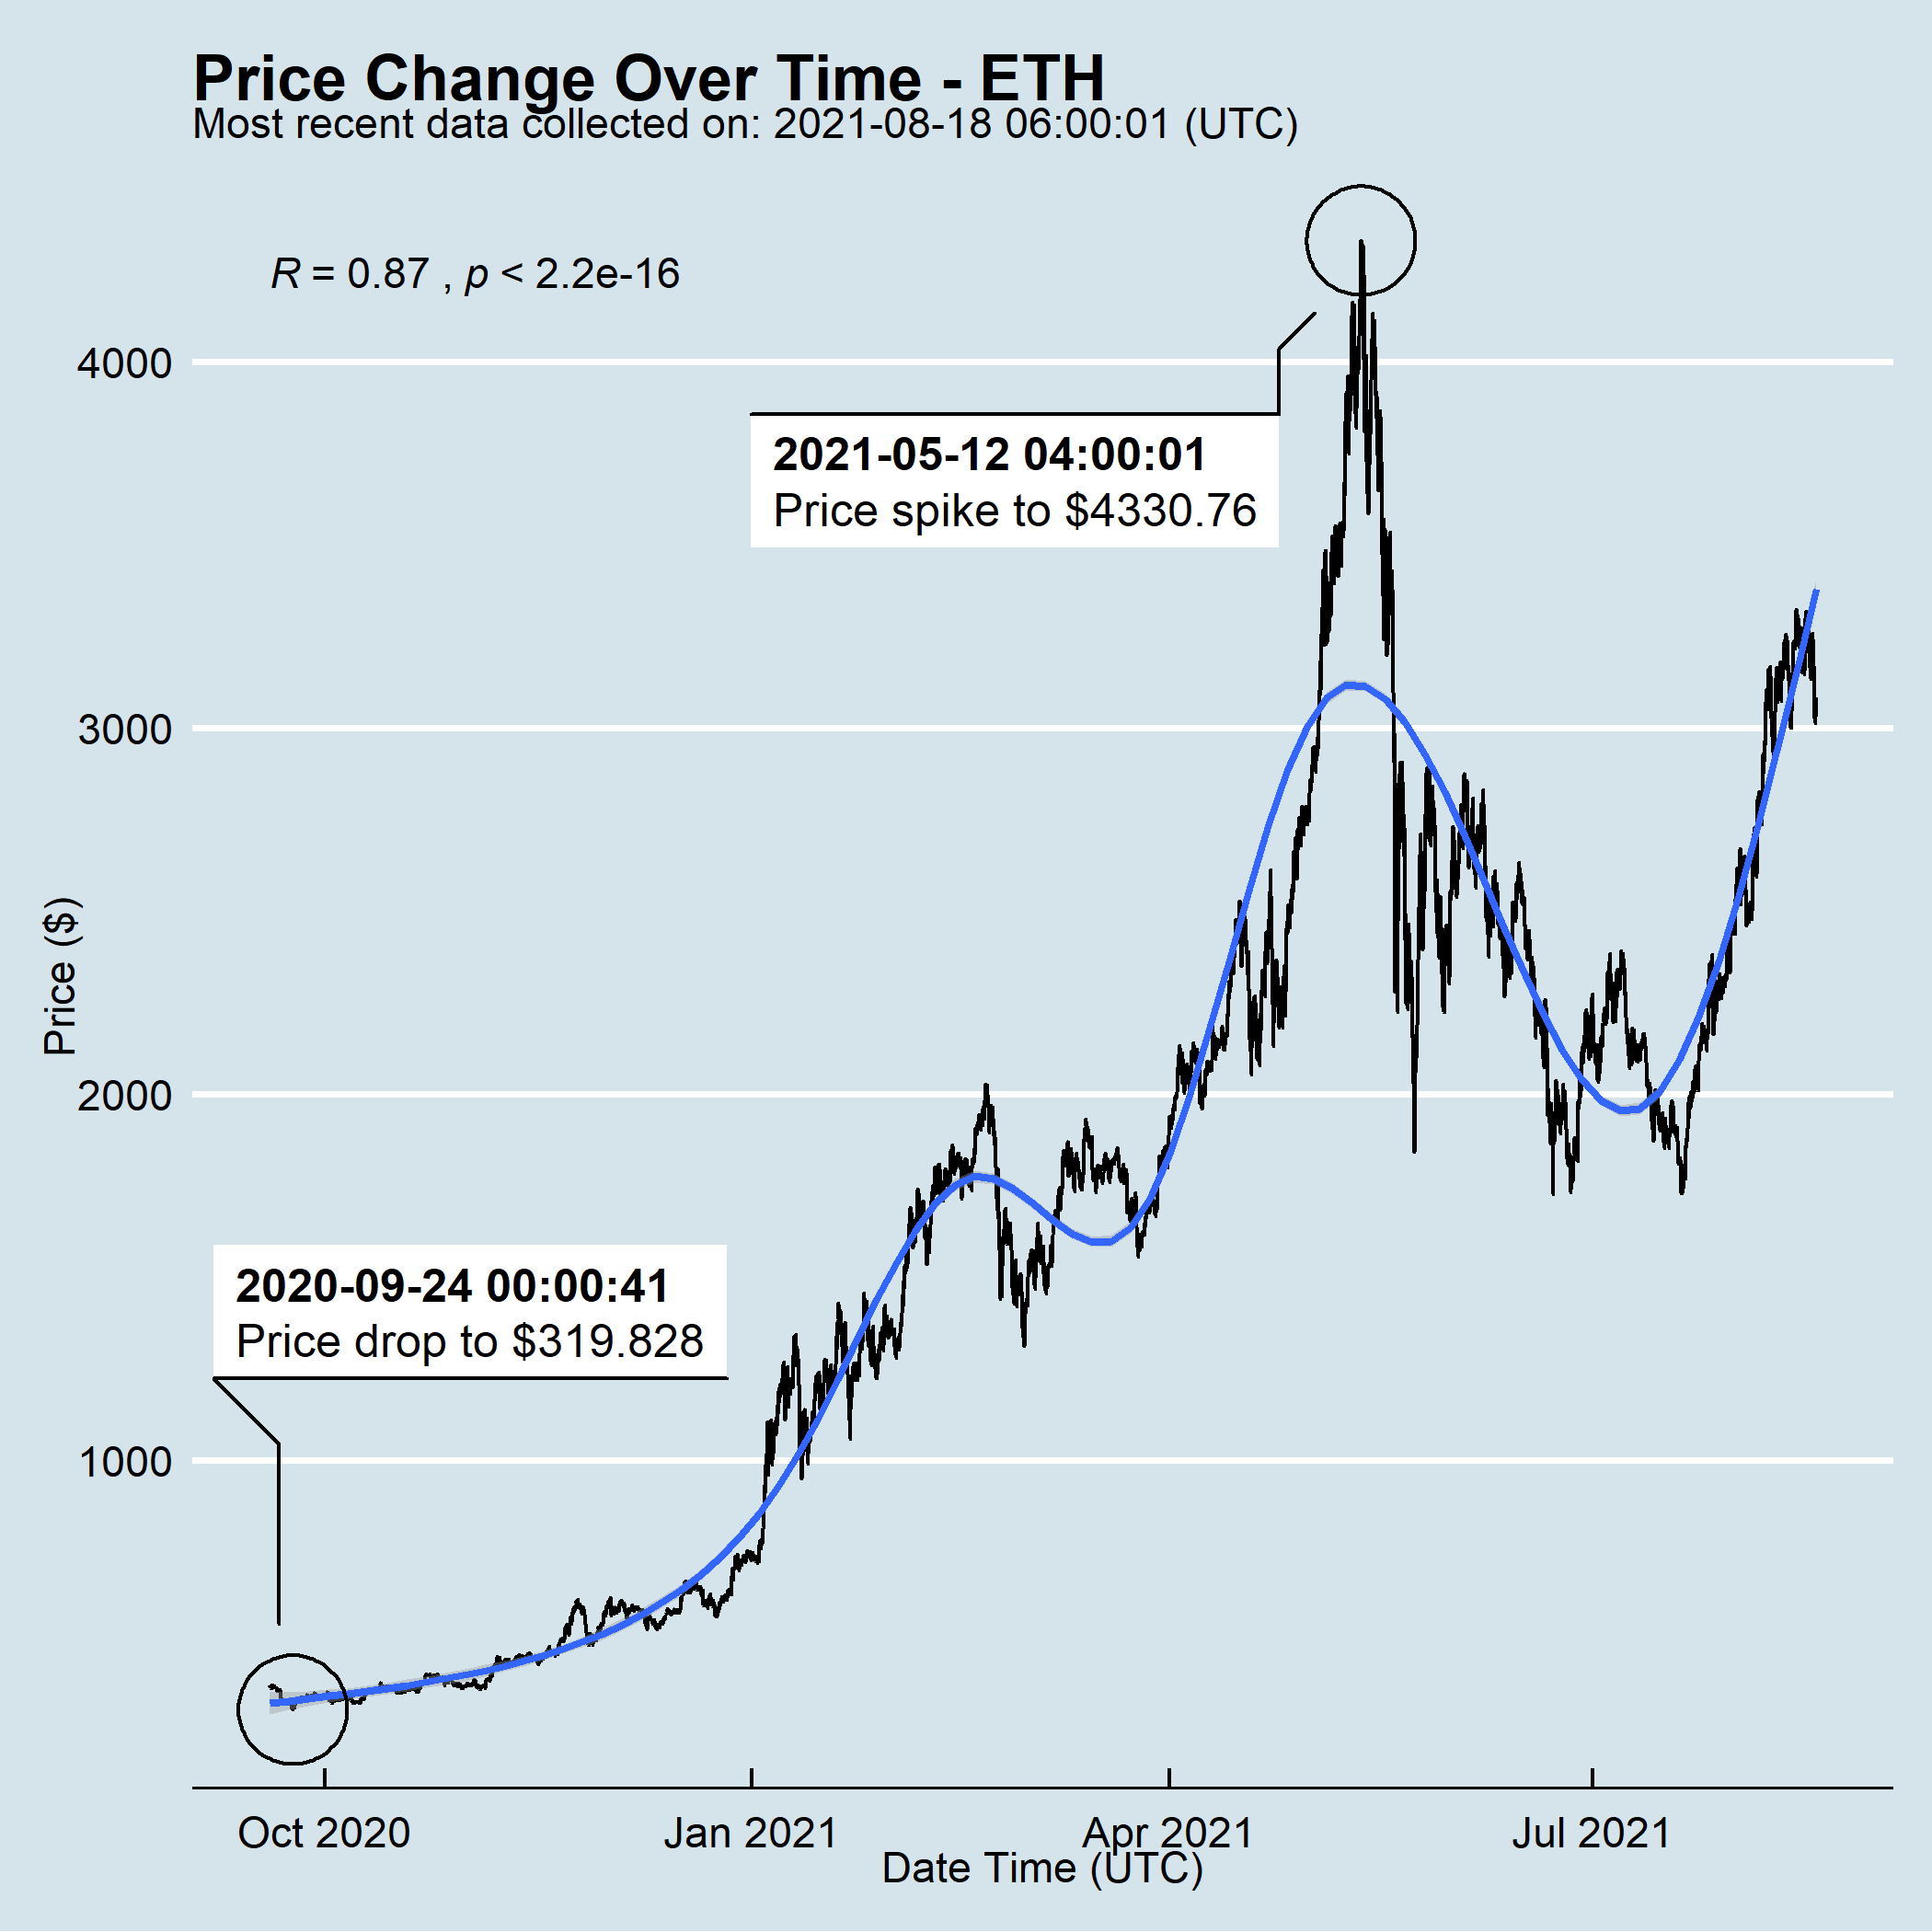 Price Change Over Time - ETH
Most recent data collected on: 2021-08-18 06:00:01 (UTC)
R = 0.87 , p < 2.2e-16
4000
2021-05-12 04:00:01
Price spike to $4330.76
3000
Price ($)
2000
2020-09-24 00:00:41
Price drop to $319.828
1000
Oct 2020
Jan 2021
Apr 2021
Jul 2021
Date Time (UTC)